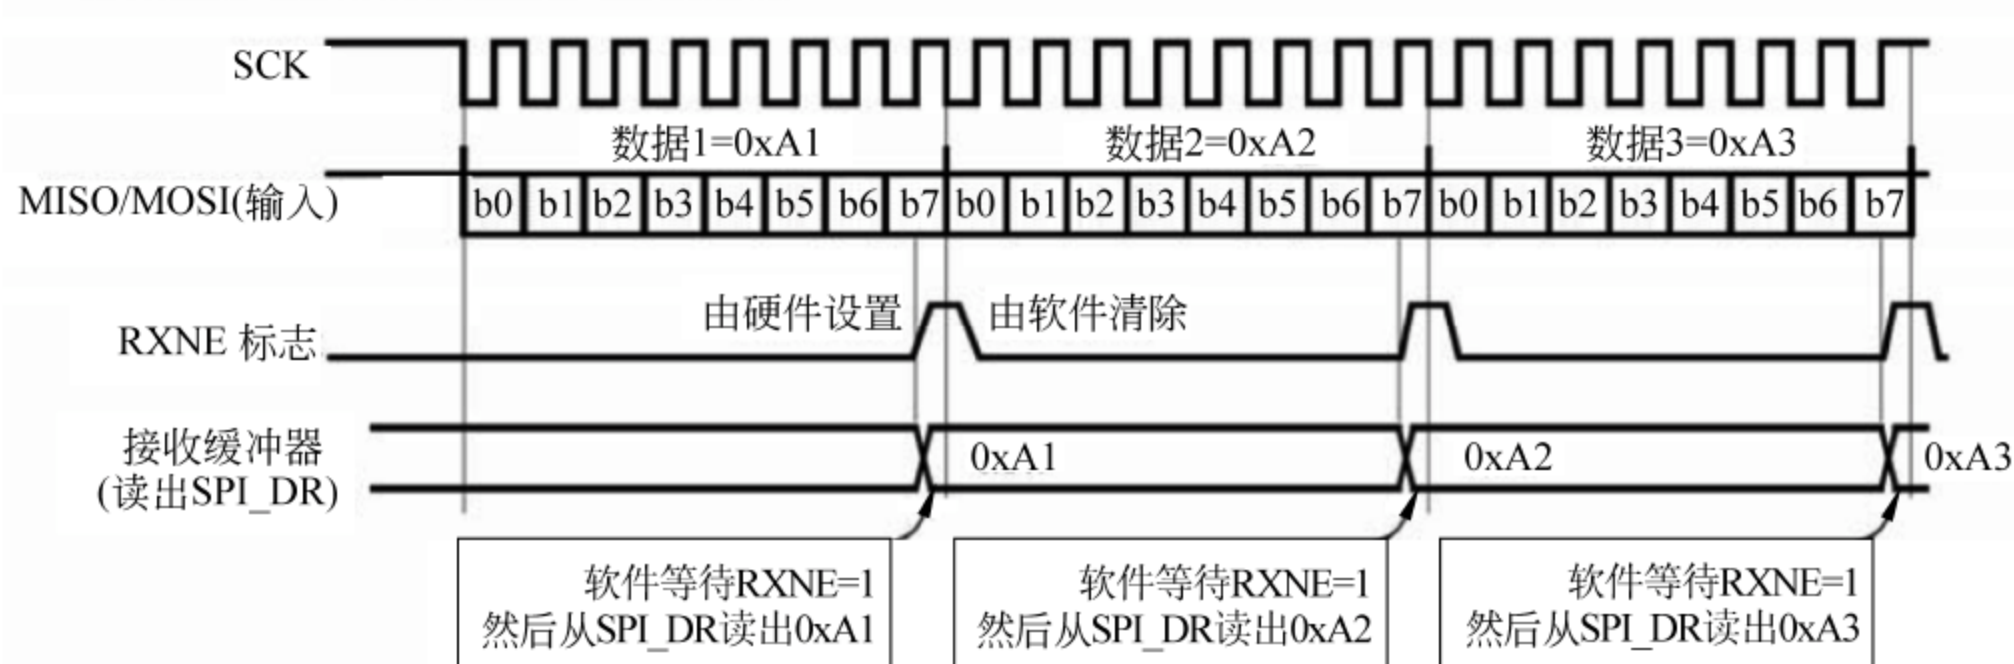 SCK
数据1=0xA1 数据2=0xA2 数据3=0xA3
MISO/MOSI(输入) b0 b1 b2 b3 b4 b5 b6 b7 b0 b1 b2 b3 b4 b5 b6 b7 b0 b1 b2 b3 b4 b5 b6 b7
由硬件设置 由软件清除
RXNE 标志
接收缓冲器
(读出SPI_DR)
0xA1 0xA2 0xA3
软件等待RXNE=1
然后从SPI_DR读出0xA1
软件等待RXNE=1
然后从SPI_DR读出0xA2
软件等待RXNE=1
然后从SPI_DR读出0xA3